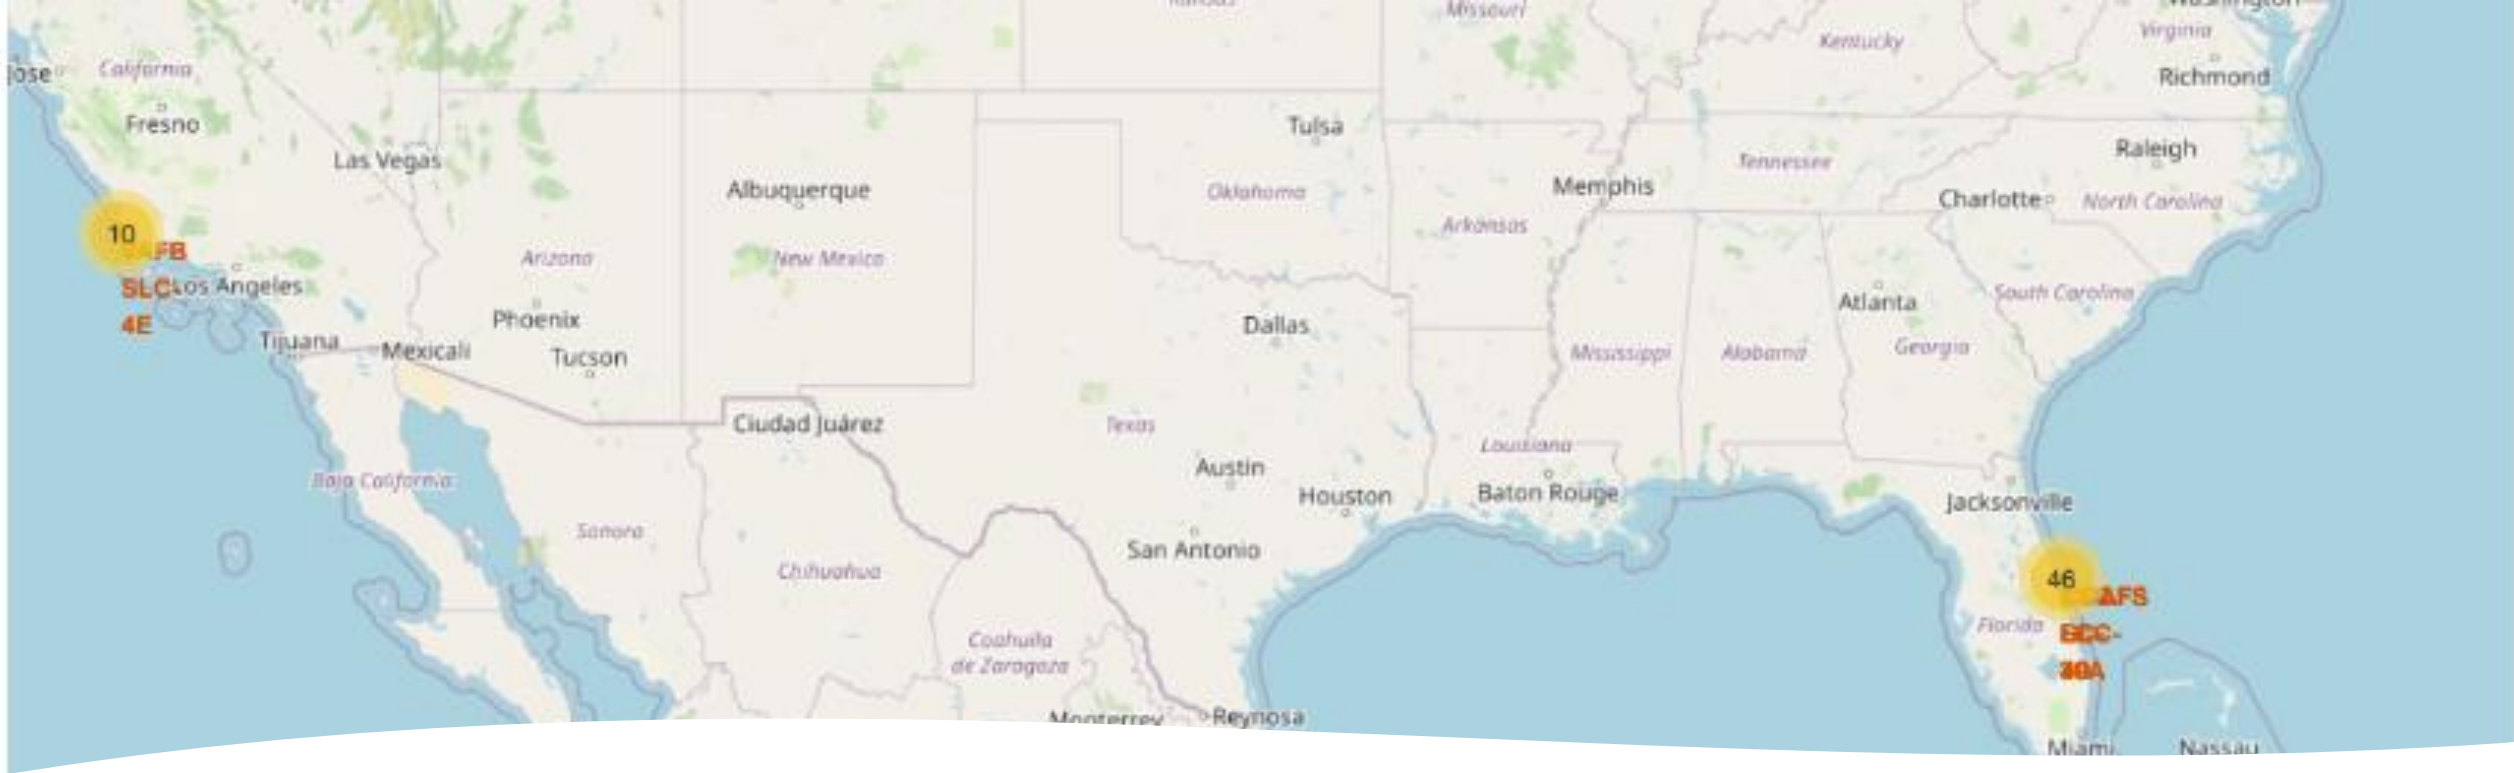 Missouri
Kentucky
Virginia
Richmond
California
Fresno
Las Vegas
Tulsa
Raleigh
Tennessee
Albuquerque
Oklahoma
Memphis
Charlotte
North Carolina
Arkansas
10
Arizona
New Mexico
Los Angeles
South Carolina
Atlanta
4E
Phoenix
Dallas
Tijuana
Mexicali
Tucson
Mississippi
Alabama
Georgia
Ciudad Juárez
Texas
Louisiana
Austin
Houston
Baton Rouge
Baja California
Jacksonville
Sonora
San Antonio
Chihuahua
46
Florida
Coahuila
de Zaragoza
Monterrey
Reynosa
Miami
Nassau